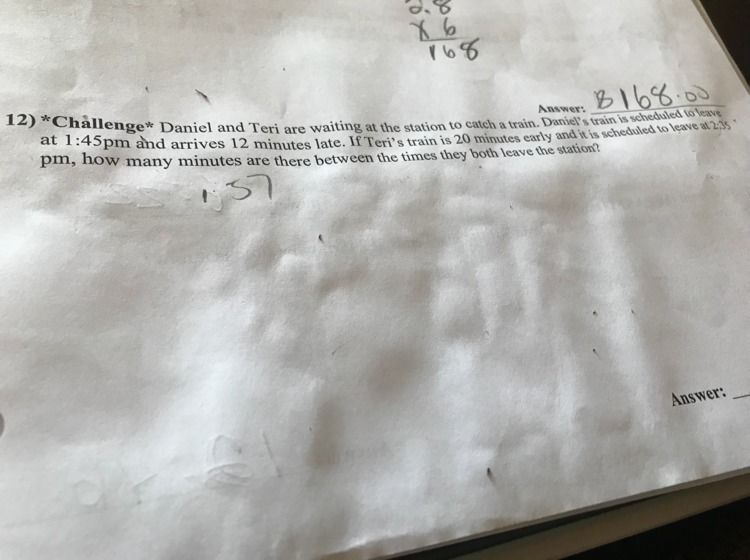 2.8
x 6
168
Answer: $168.00
12) *Challenge* Daniel and Teri are waiting at the station to catch a train. Daniel's train is scheduled to leave
at 1:45pm and arrives 12 minutes late. If Teri's train is 20 minutes early and it is scheduled to leave at 2:35
pm, how many minutes are there between the times they both leave the station?
1:57
Answer: